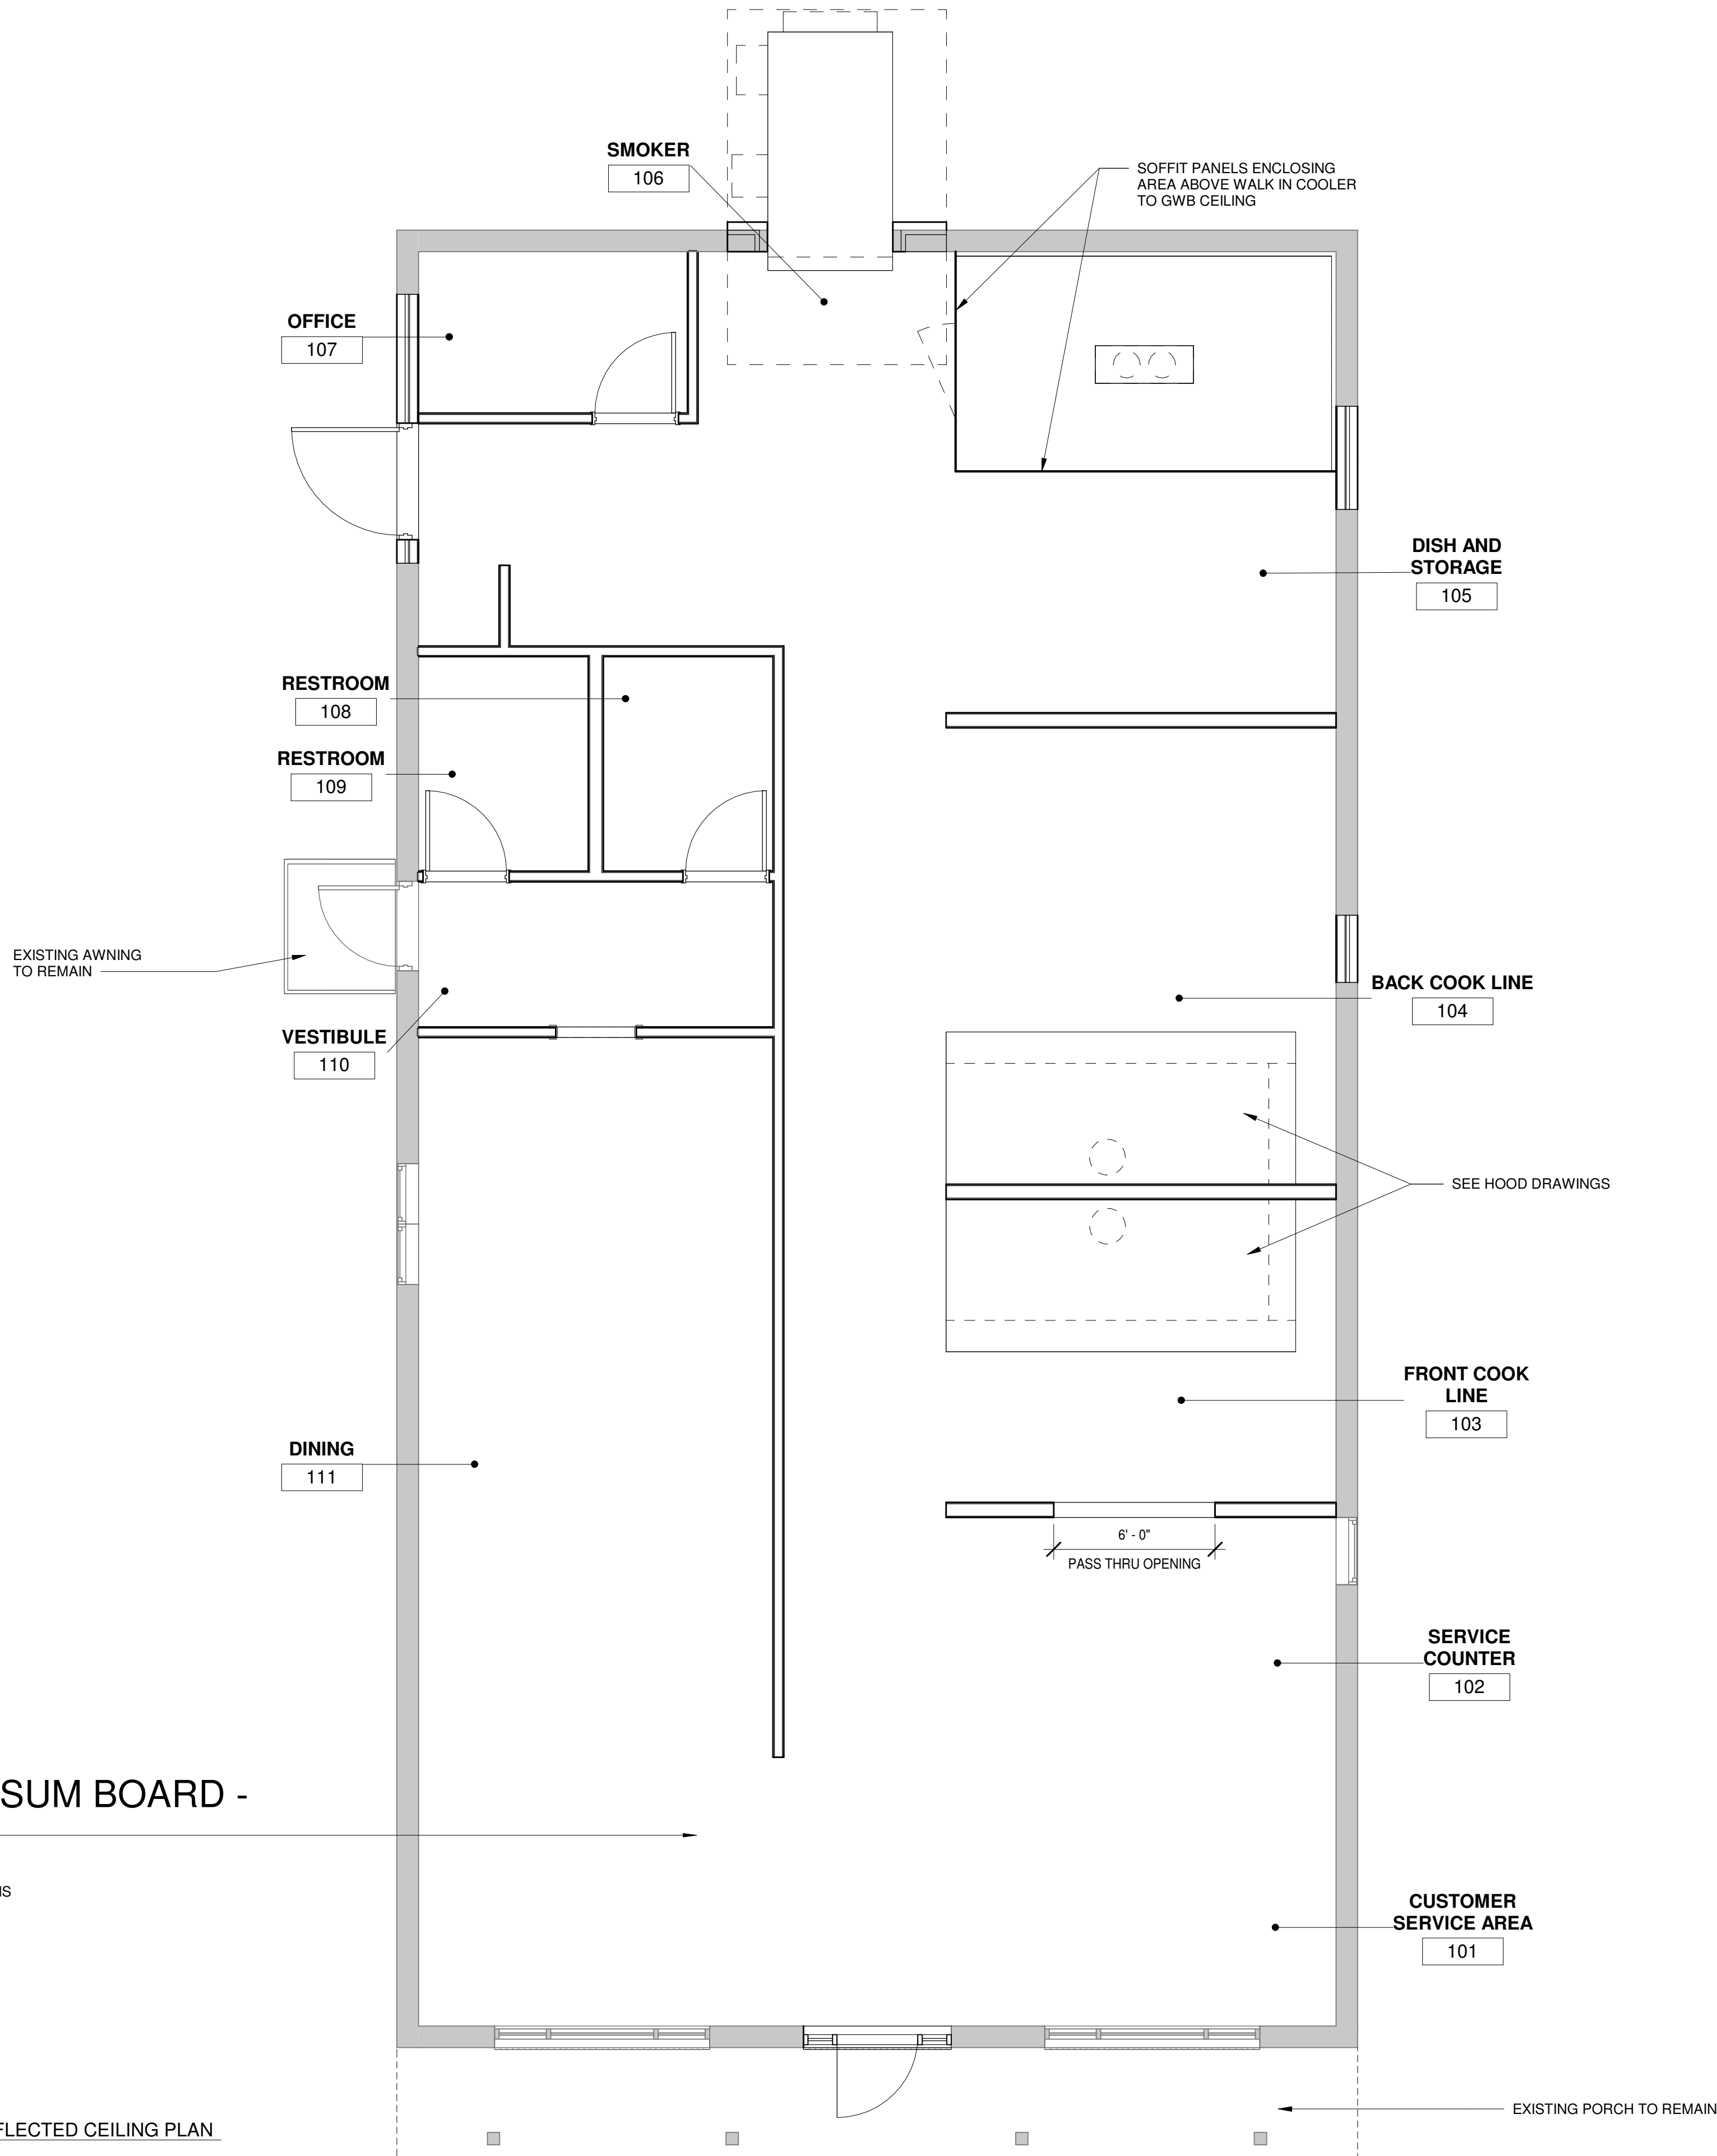 SMOKER
106
SOFFIT PANELS ENCLOSING
AREA ABOVE WALK IN COOLER
TO GWB CEILING
OFFICE
107
DISH AND
STORAGE
105
RESTROOM
108
RESTROOM
109
EXISTING AWNING
TO REMAIN
BACK COOK LINE
104
VESTIBULE
110
SEE HOOD DRAWINGS
FRONT COOK
LINE
103
DINING
111
6' - 0"
PASS THRU OPENING
SERVICE
COUNTER
102
SUM BOARD -
CUSTOMER
SERVICE AREA
101
EXISTING PORCH TO REMAIN
FLECTED CEILING PLAN